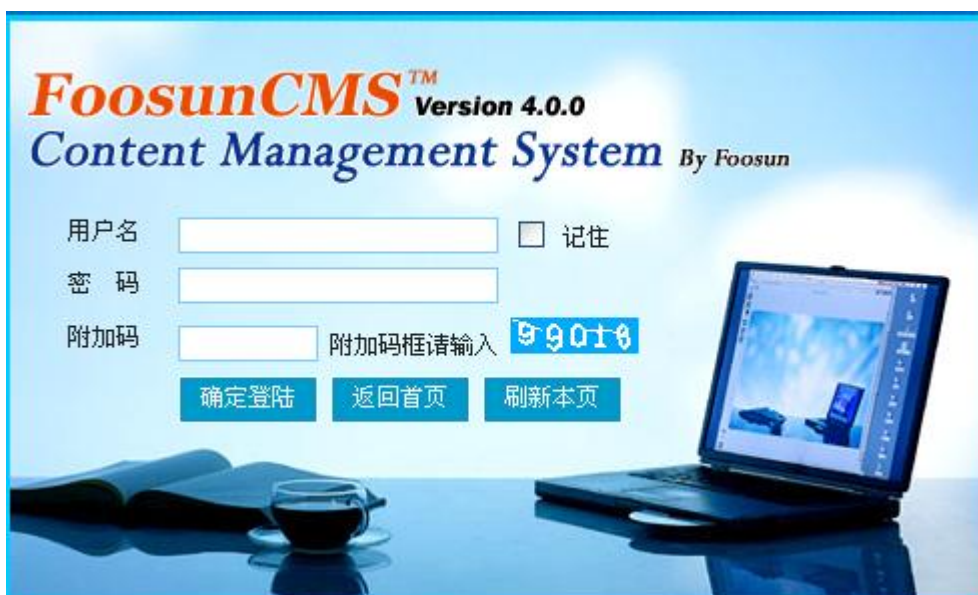 FoosunCMS™ Version 4.0.0
Content Management System By Foosun
用户名 记住
密 码
附加码 附加码框请输入 99018
确定登陆 返回首页 刷新本页